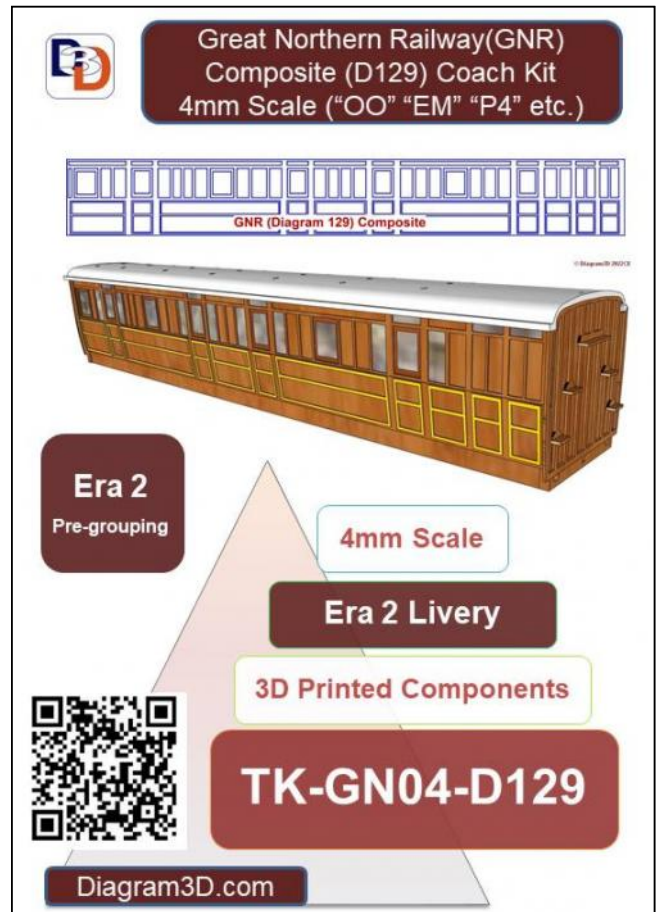 D3D
Great Northern Railway(GNR)
Composite (D129) Coach Kit
4mm Scale (“OO” “EM” “P4” etc.)
GNR (Diagram 129) Composite
Era 2
Pre-grouping
4mm Scale
Era 2 Livery
3D Printed Components
TK-GN04-D129
Diagram3D.com